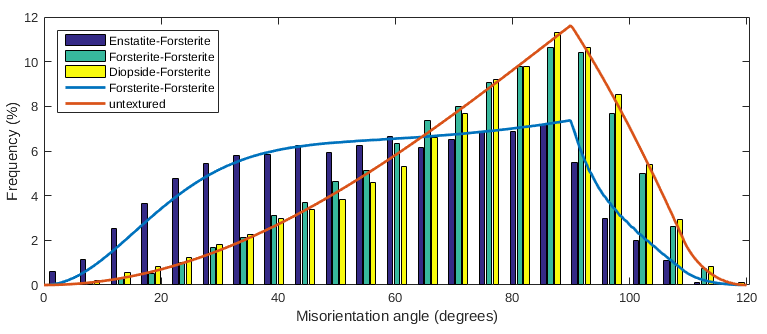 12
10
8
6
4
2
0
Frequency (%)
Enstatite-Forsterite
Forsterite-Forsterite
Diopside-Forsterite
Forsterite-Forsterite
untextured
0 20 40 60 80 100 120
Misorientation angle (degrees)